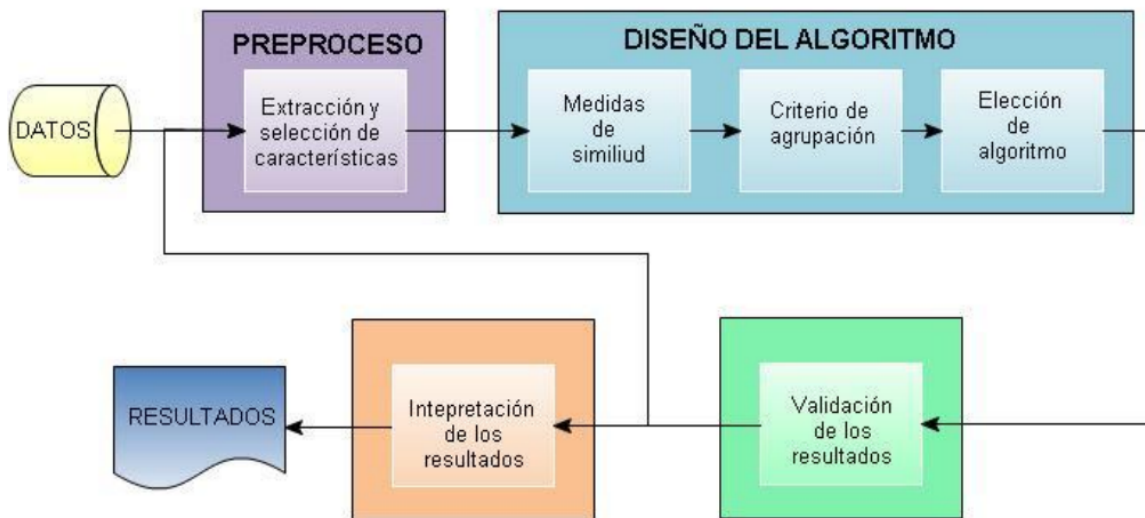 PREPROCESO
DISEÑO DEL ALGORITMO
DATOS
Extracción y
selección de
características
Medidas
de
similiud
Criterio de
agrupación
Elección
de
algoritmo
RESULTADOS
Intepretación
de los
resultados
Validación
de los
resultados